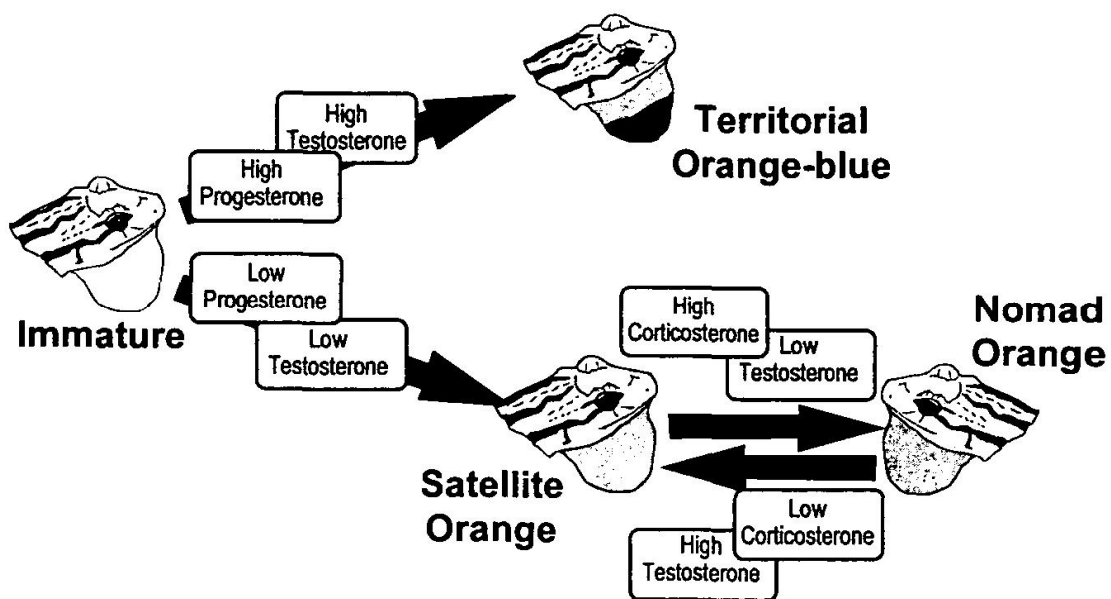 High
Testosterone
High
Progesterone
Territorial
Orange-blue
Immature
Low
Progesterone
Low
Testosterone
High
Corticosterone
Low
Testosterone
Nomad
Orange
Satellite
Orange
Low
Corticosterone
High
Testosterone